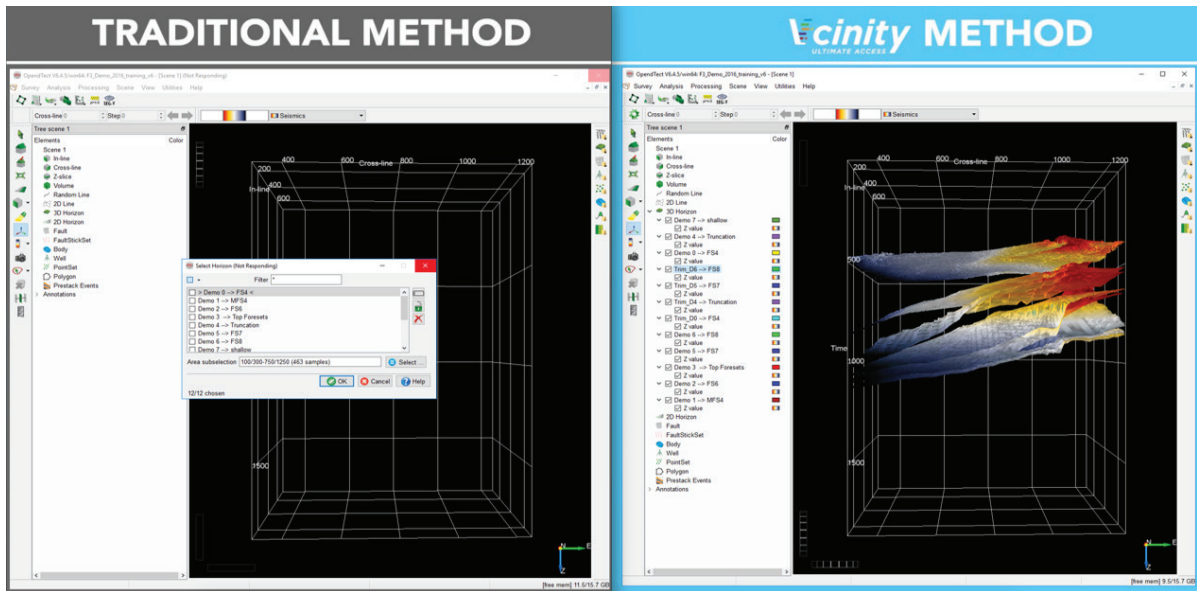 TRADITIONAL METHOD
OpendTect V6.4.5/win64: F3_Demo_2016_training_v6 - [Scene 1] (Not Responding)
Survey Analysis Processing Scene View Utilities Help
Cross-line 0 Step 0 Seismics
Tree scene 1
Elements Color
Scene 1
In-line
Cross-line
Z-slice
Volume
Random Line
2D Line
3D Horizon
2D Horizon
Fault
FaultStickSet
Body
Well
PointSet
Polygon
Prestack Events
Annotations
400 600 Cross-line 800 1000 1200
200
In-line 400
600
1500
Select Horizon (Not Responding)
Filter *
> Demo 0 --> FS4 <
Demo 1 --> MFS4
Demo 2 --> FS6
Demo 3 --> Top Foresets
Demo 4 --> Truncation
Demo 5 --> FS7
Demo 6 --> FS8
Demo 7 --> shallow
Area subselection 100/300-750/1250 (463 samples) Select ...
OK Cancel Help
12/12 chosen
N E
Z
[free mem] 11.5/15.7 GB
Vcinity METHOD
ULTIMATE ACCESS
OpendTect V6.4.5/win64: F3_Demo_2016_training_v6 - [Scene 1]
Survey Analysis Processing Scene View Utilities Help
Cross-line 0 Step 0 Seismics
Tree scene 1
Elements Color
Scene 1
In-line
Cross-line
Z-slice
Volume
Random Line
2D Line
3D Horizon
Demo 7 --> shallow
Z value
Demo 4 --> Truncation
Z value
Demo 0 --> FS4
Z value
Trim_D6 --> FS8
Z value
Trim_D5 --> FS7
Z value
Trim_D4 --> Truncation
Z value
Trim_D0 --> FS4
Z value
Demo 6 --> FS8
Z value
Demo 5 --> FS7
Z value
Demo 3 --> Top Foresets
Z value
Demo 2 --> FS6
Z value
Demo 1 --> MFS4
Z value
2D Horizon
Fault
FaultStickSet
Body
Well
PointSet
Polygon
Prestack Events
Annotations
400 600 Cross-line 800 1000 1200
200
In-line 400
600
500
Time
1000
1500
N E
Z
[free mem] 9.5/15.7 GB